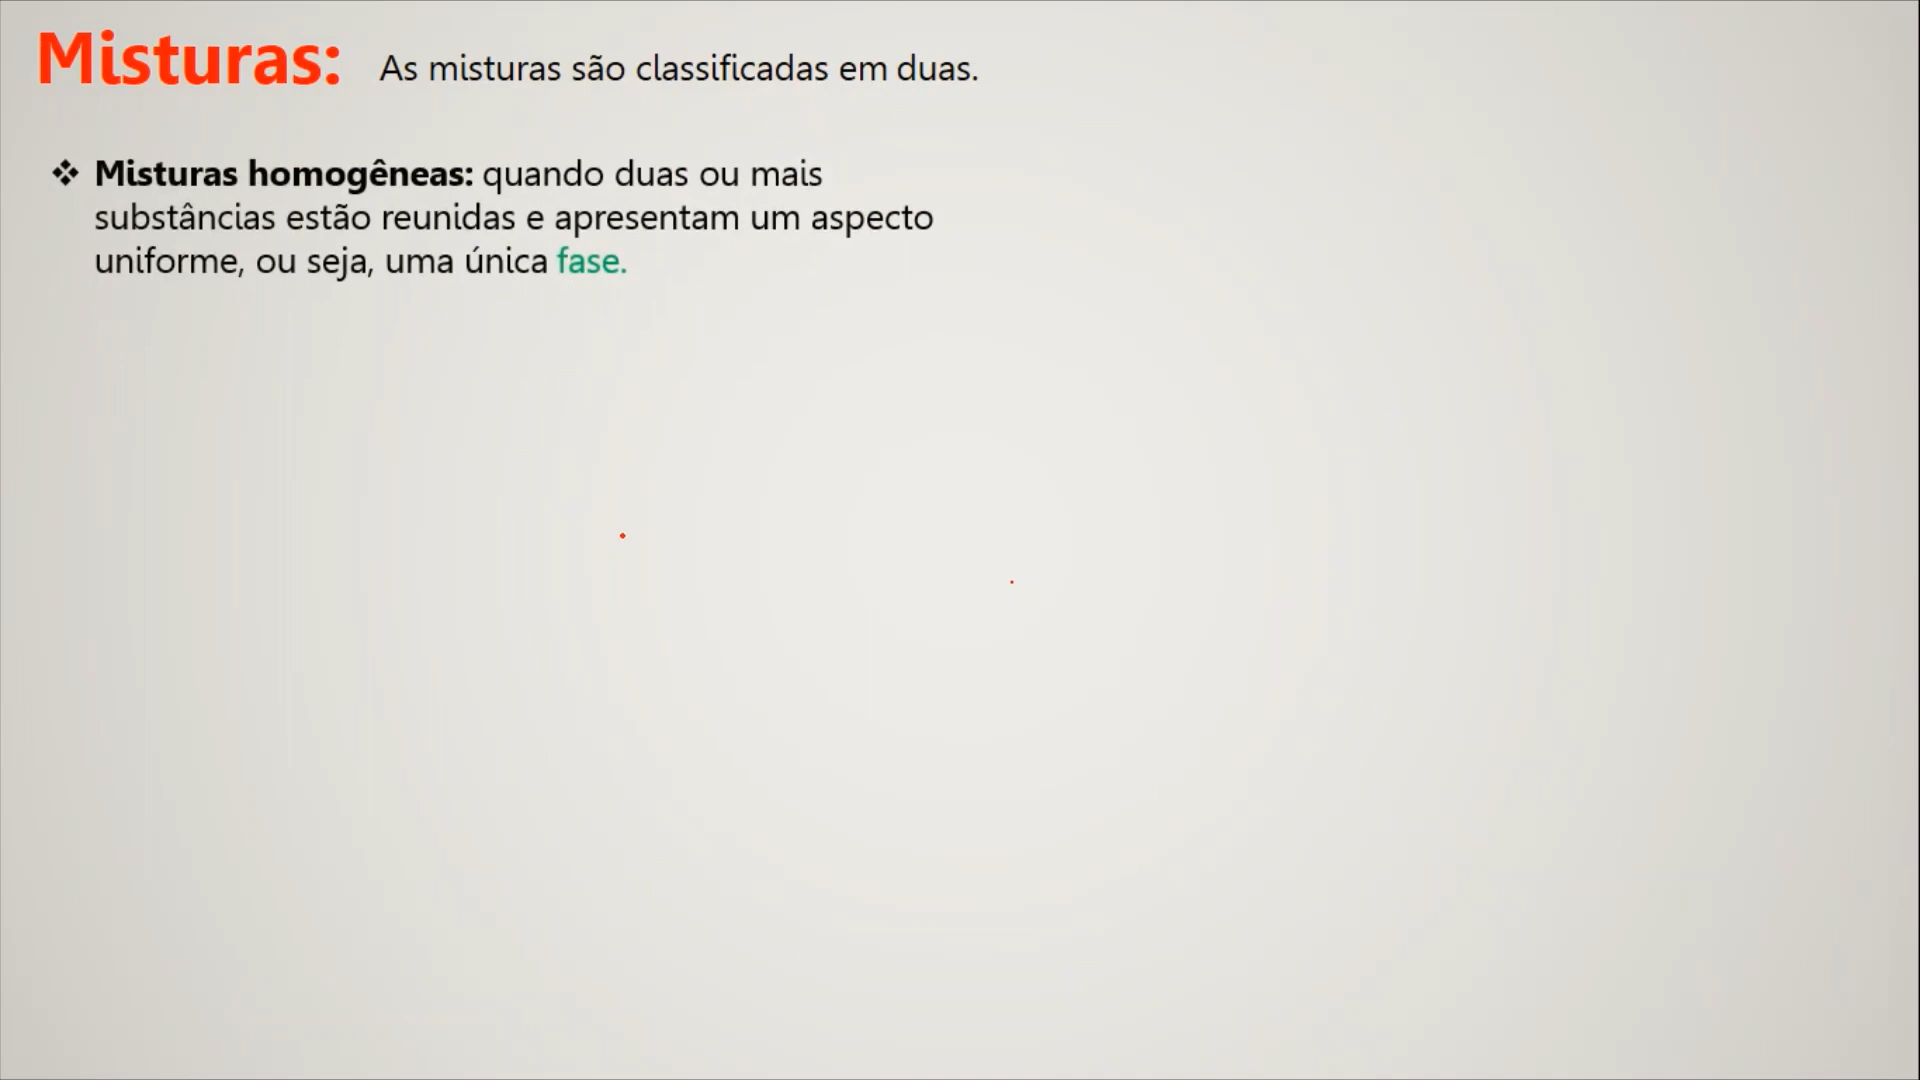 Misturas: As misturas são classificadas em duas.
❖ Misturas homogêneas: quando duas ou mais
substâncias estão reunidas e apresentam um aspecto
uniforme, ou seja, uma única fase.